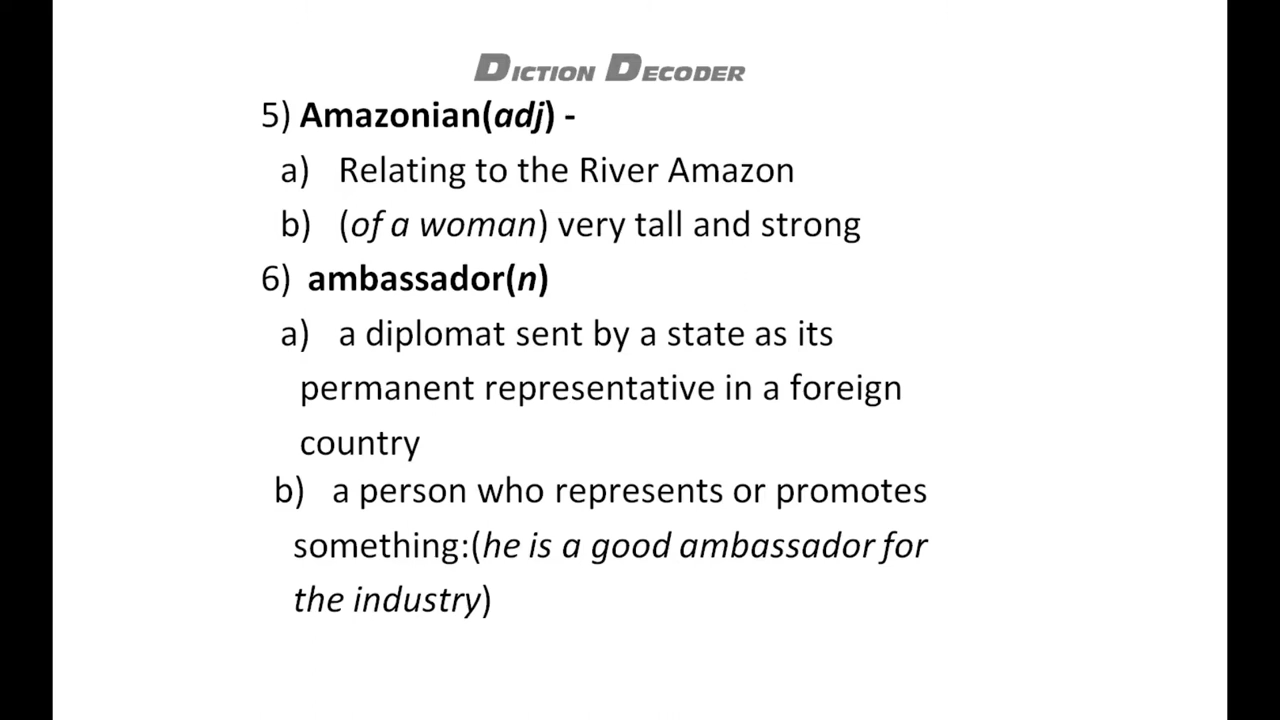 DICTION DECODER
5) Amazonian(adj) -
a) Relating to the River Amazon
b) (of a woman) very tall and strong
6) ambassador(n)
a) a diplomat sent by a state as its
permanent representative in a foreign
country
b) a person who represents or promotes
something:(he is a good ambassador for
the industry)